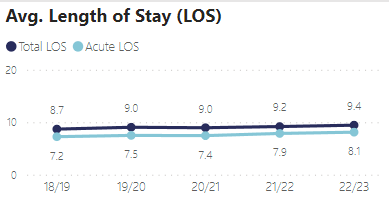 Avg. Length of Stay (LOS)
Total LOS Acute LOS
20
8.7 9.0 9.0 9.2 9.4
10
7.2 7.5 7.4 7.9 8.1
0
18/19 19/20 20/21 21/22 22/23